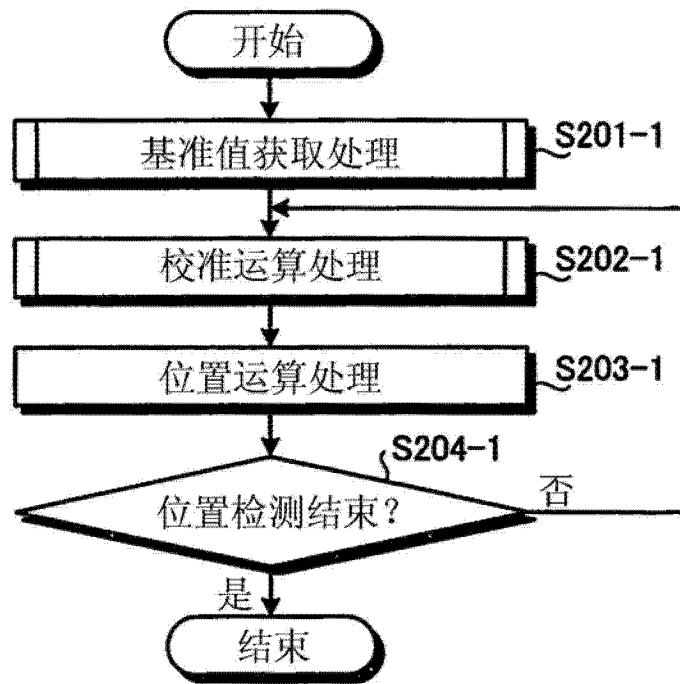 开始
基准值获取处理
S201-1
校准运算处理
S202-1
位置运算处理
S203-1
S204-1
位置检测结束?
否
是
结束